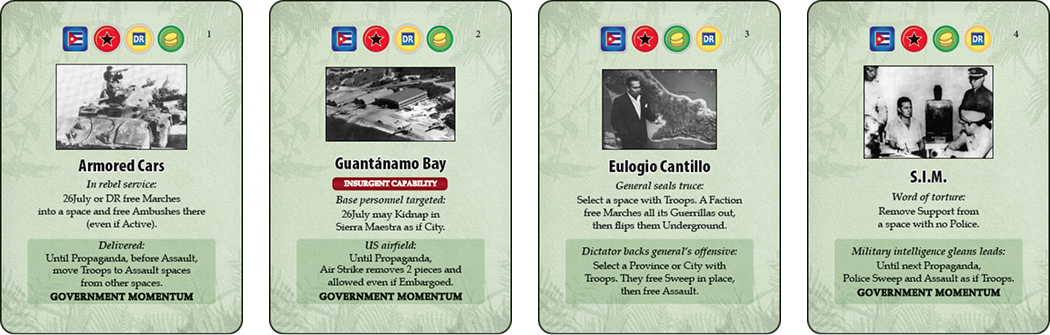 DR
1
Armored Cars
In rebel service:
26July or DR free Marches
into a space and free Ambushes there
(even if Active).
Delivered:
Until Propaganda, before Assault,
move Troops to Assault spaces
from other spaces.
GOVERNMENT MOMENTUM
DR
2
Guantánamo Bay
INSURGENT CAPABILITY
Base personnel targeted:
26July may Kidnap in
Sierra Maestra as if City.
US airfield:
Until Propaganda,
Air Strike removes 2 pieces and
allowed even if Embargoed.
GOVERNMENT MOMENTUM
DR
3
Eulogio Cantillo
General seals truce:
Select a space with Troops. A Faction
free Marches all its Guerrillas out,
then flips them Underground.
Dictator backs general's offensive:
Select a Province or City with
Troops. They free Sweep in place,
then free Assault.
DR
4
S.I.M.
Word of torture:
Remove Support from
a space with no Police.
Military intelligence gleans leads:
Until next Propaganda,
Police Sweep and Assault as if Troops.
GOVERNMENT MOMENTUM